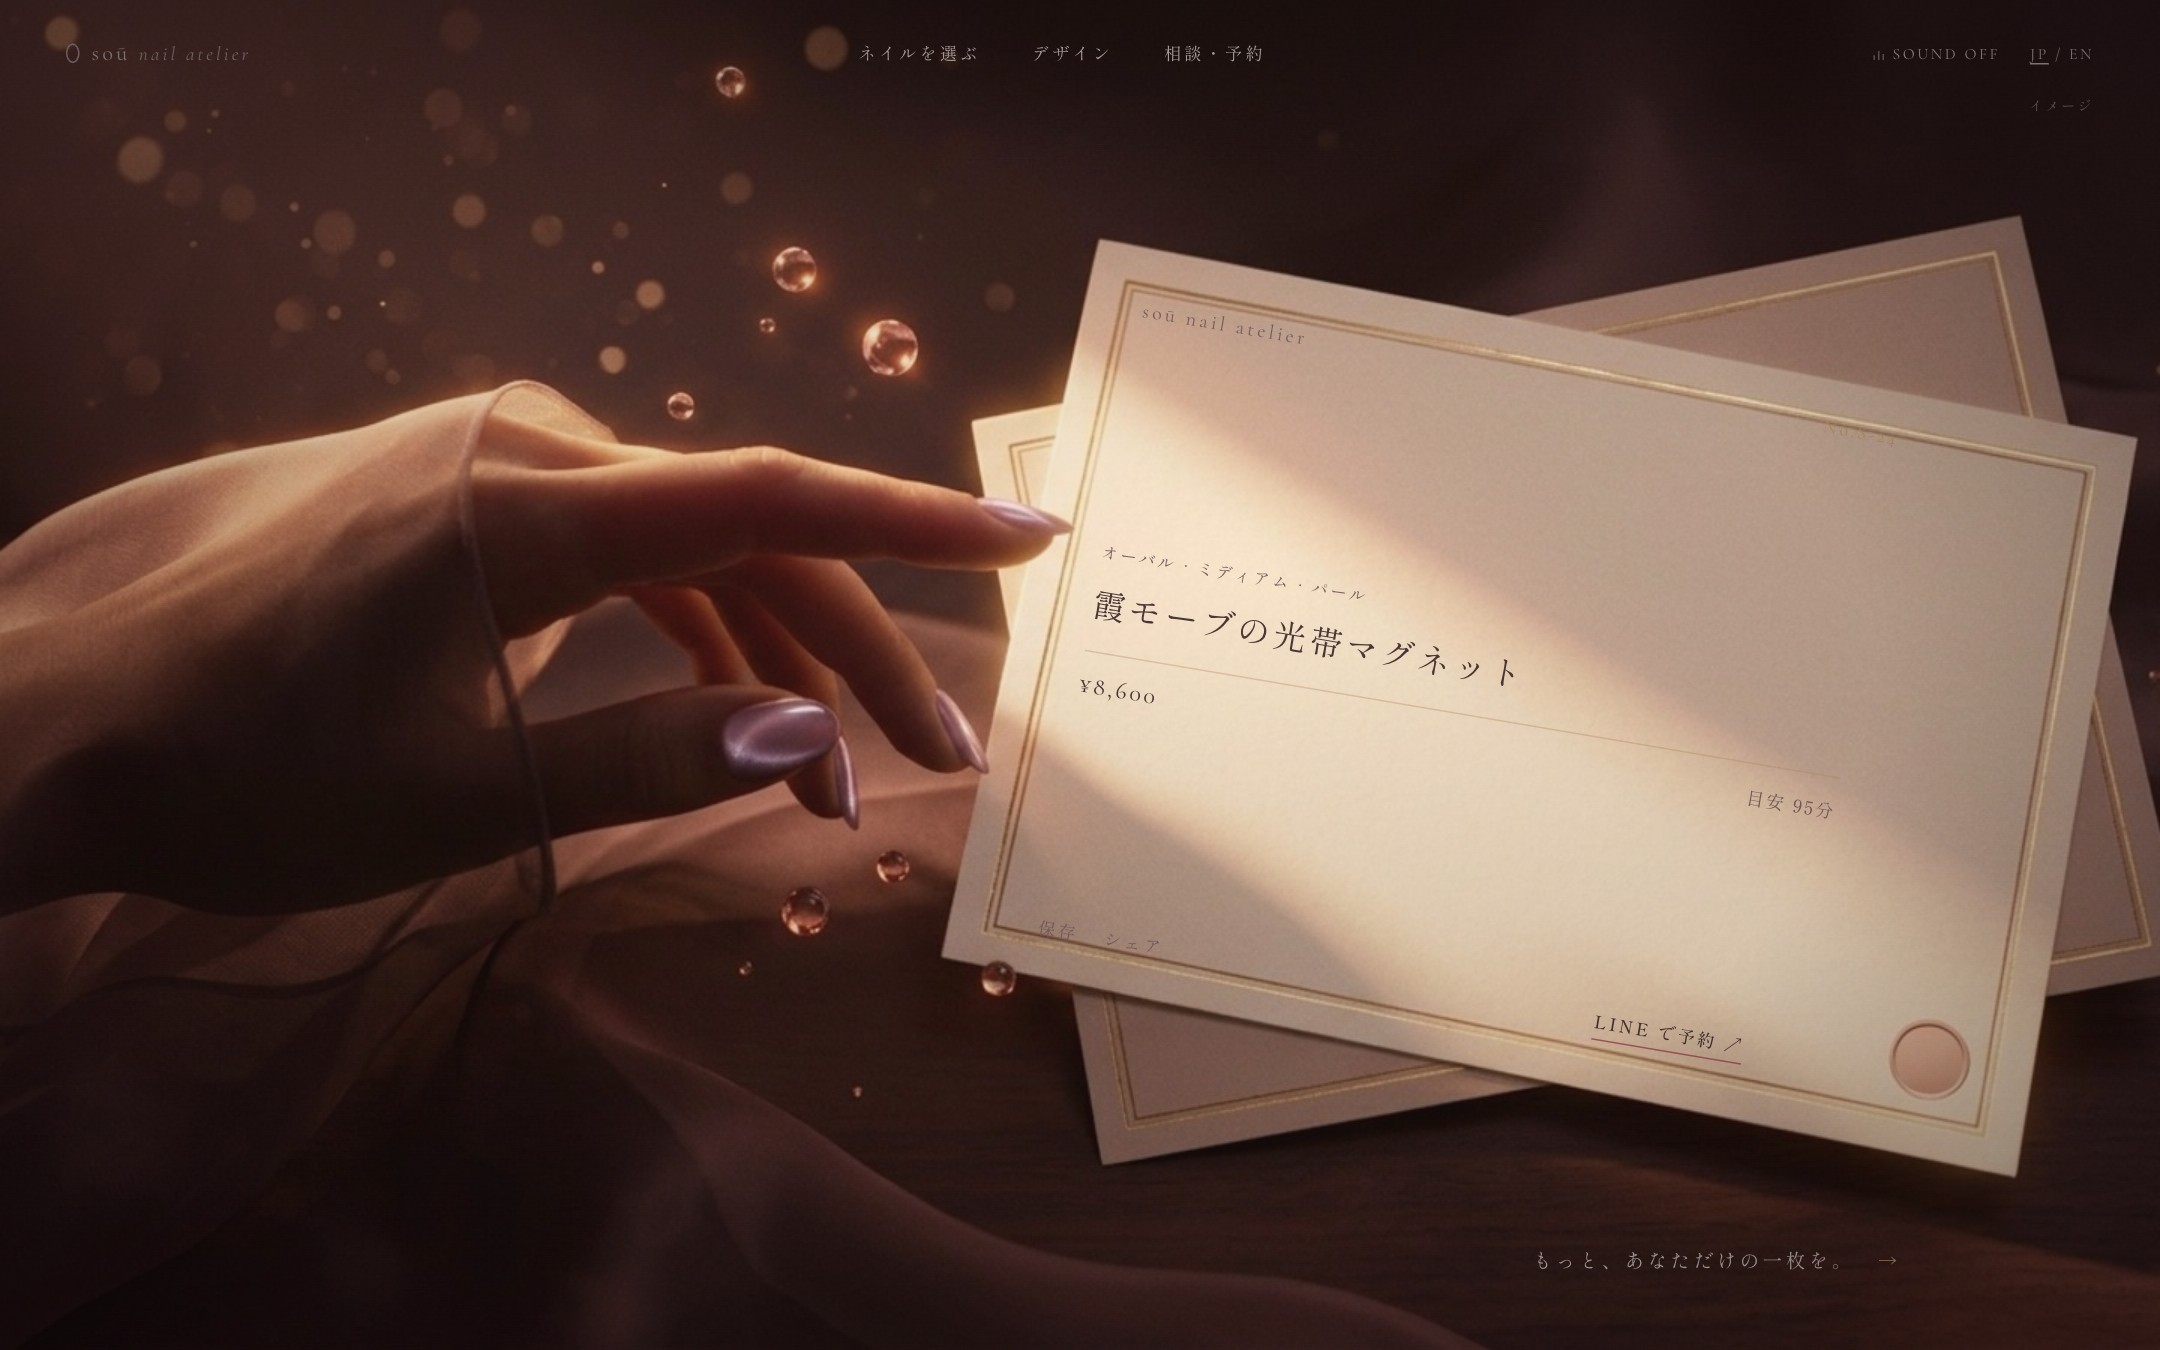 soū nail atelier
ネイルを選ぶ
デザイン
相談・予約
SOUND OFF
JP / EN
イメージ
soū nail atelier
オーバル・ミディアム・パール
霞モーブの光帯マグネット
¥8,600
目安 95分
保存 シェア
LINE で予約 ↗
もっと、あなただけの一枚を。 →